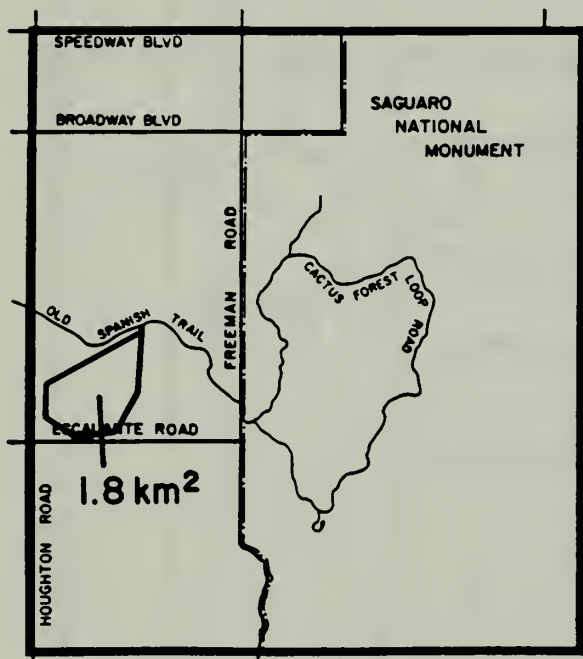 SPEEDWAY BLVD
BROADWAY BLVD
SAGUARO
NATIONAL
MONUMENT
FREEMAN ROAD
CACTUS FOREST LOOP ROAD
OLD SPANISH TRAIL
ESCALANTE ROAD
1.8 km²
HOUGHTON ROAD